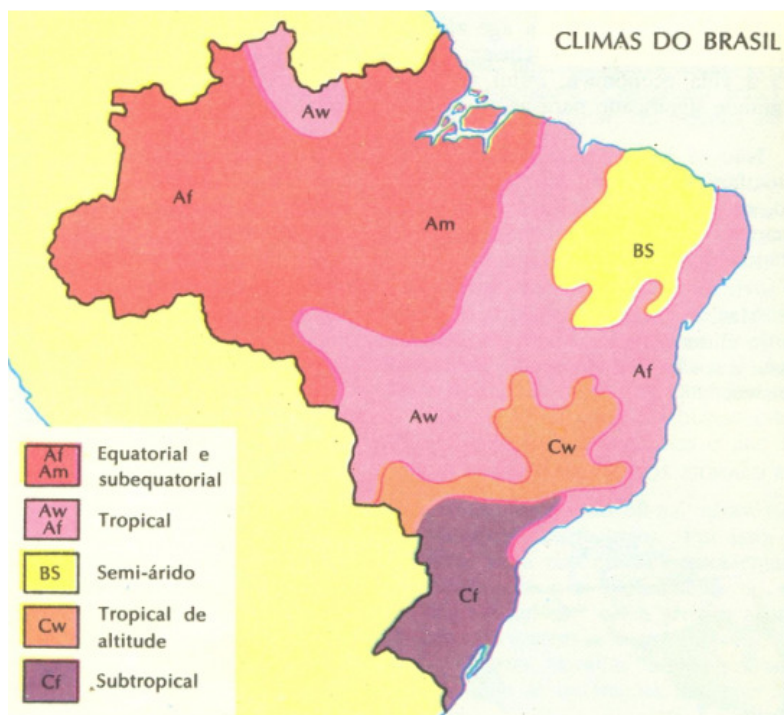 CLIMAS DO BRASIL
Aw
Af
Am
BS
Af
Aw
Cw
Cf
Af
Am
Equatorial e
subequatorial
Aw
Af
Tropical
BS
Semi-árido
Cw
Tropical de
altitude
Cf
Subtropical